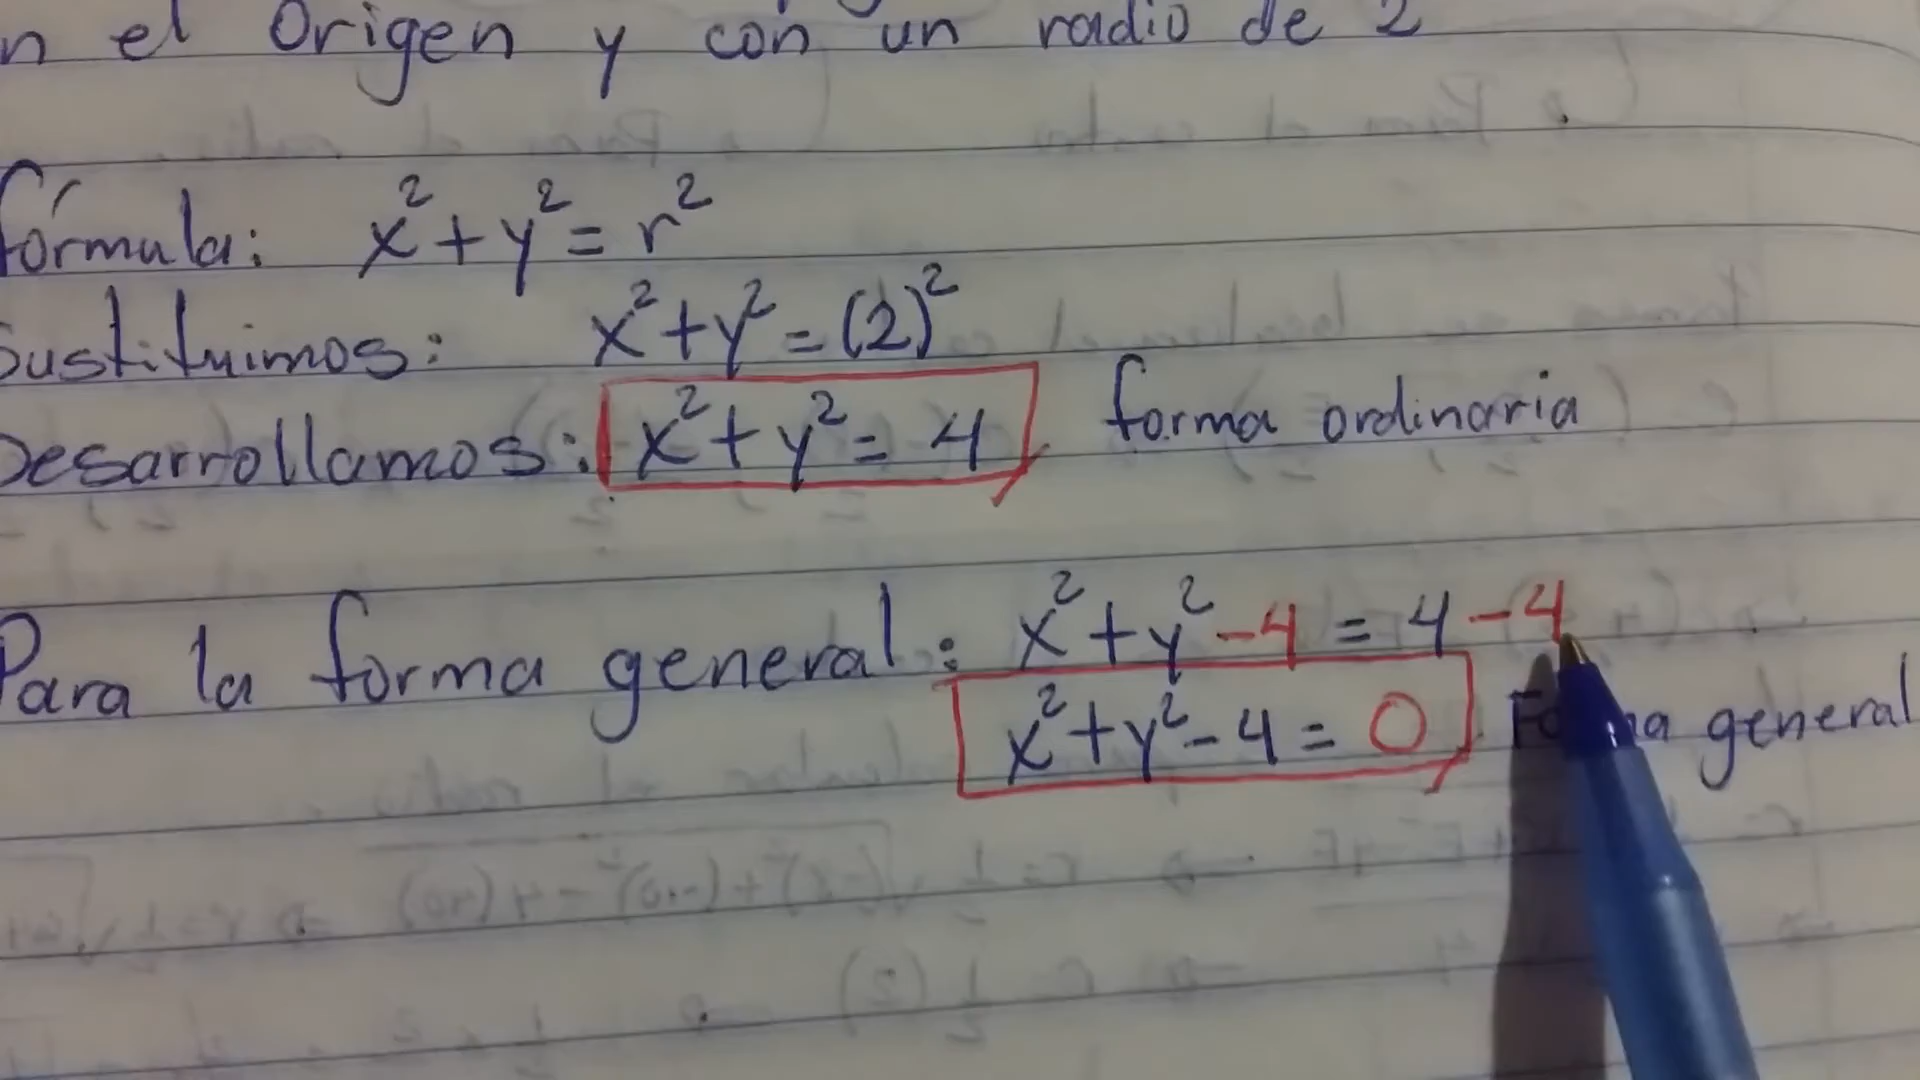 n el Origen y con un radio de 2
fórmula: x²+y²=r²
Sustituimos: x²+y²=(2)²
Desarrollamos: x²+y²=4 forma ordinaria
Para la forma general: x²+y²-4=4-4
x²+y²-4=0 Forma general